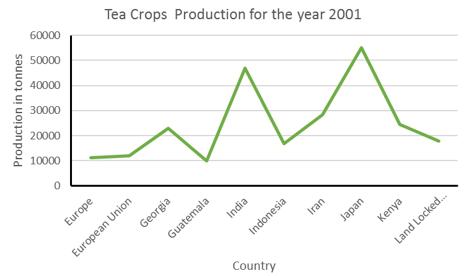 Tea Crops Production for the year 2001
Production in tonnes
60000
50000
40000
30000
20000
10000
0
Europe
European Union
Georgia
Guatemala
India
Indonesia
Iran
Japan
Kenya
Land Locked...
Country